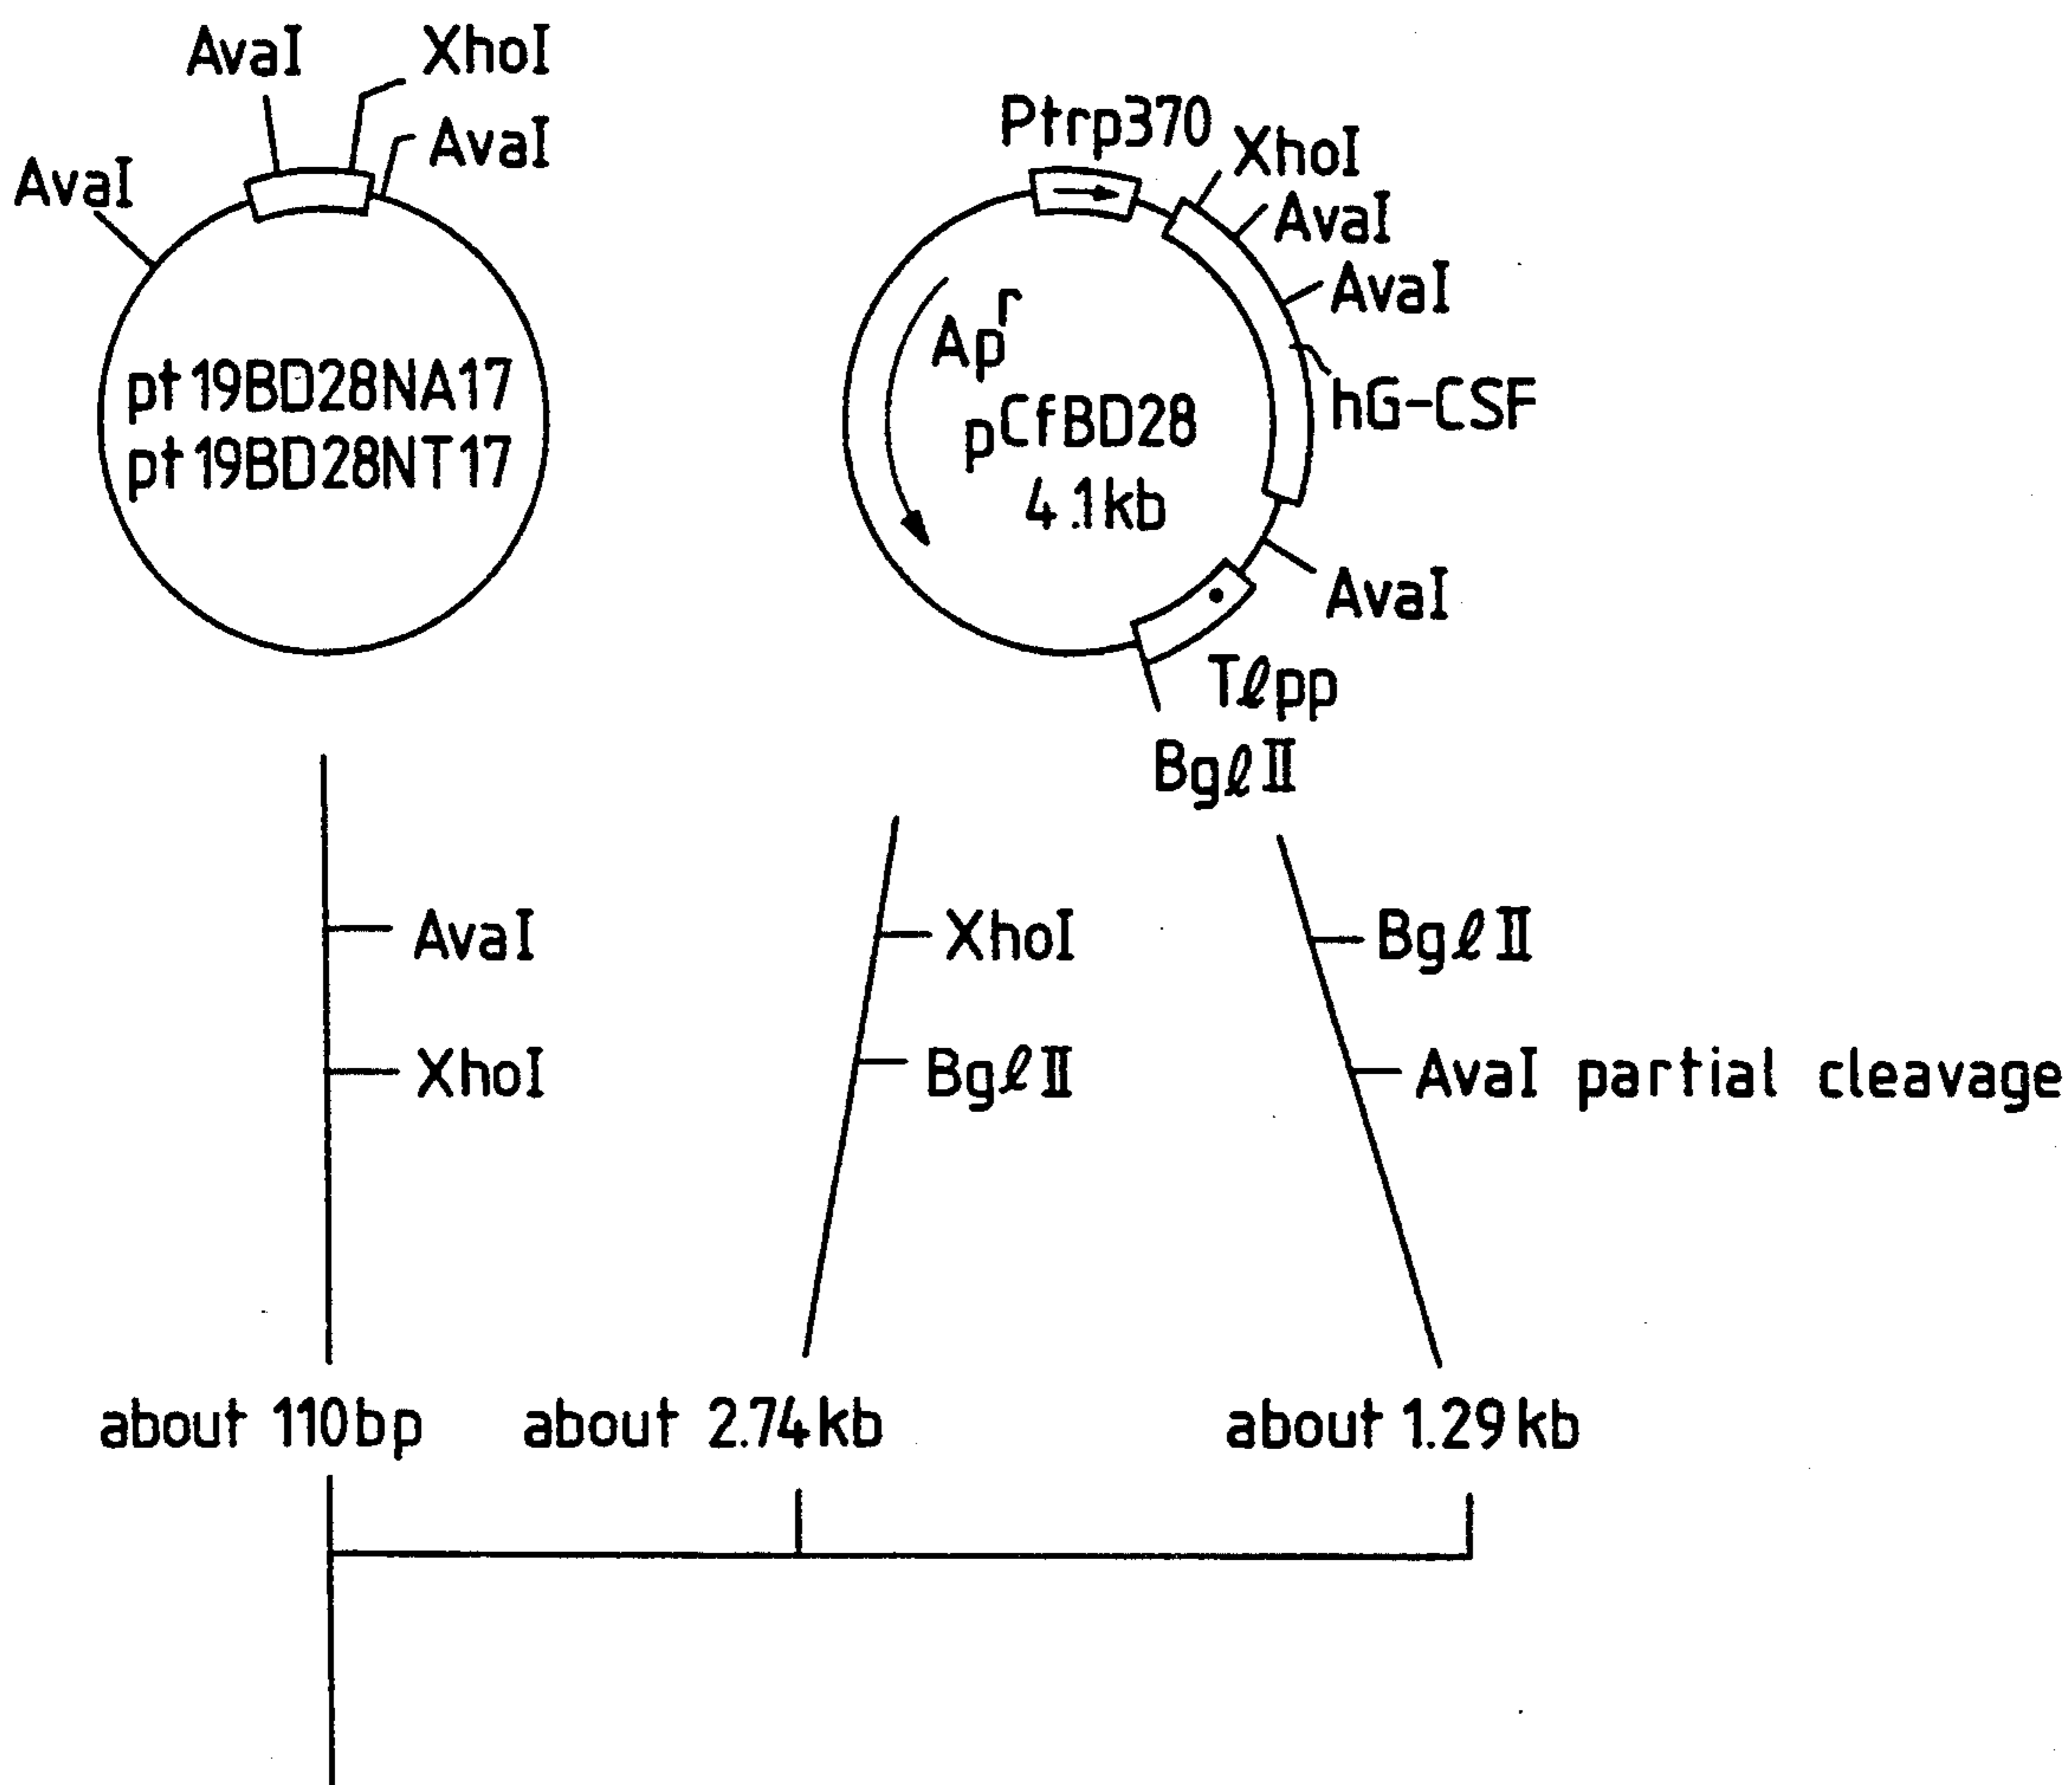 AvaI
XhoI
AvaI
AvaI
pt19BD28NA17
pt19BD28NT17
Ptrp370
XhoI
AvaI
AvaI
hG-CSF
Apʳ
pCfBD28
4.1kb
AvaI
Tℓpp
BgℓII
AvaI
XhoI
XhoI
BgℓII
BgℓII
AvaI partial cleavage
about 110bp
about 2.74kb
about 1.29kb